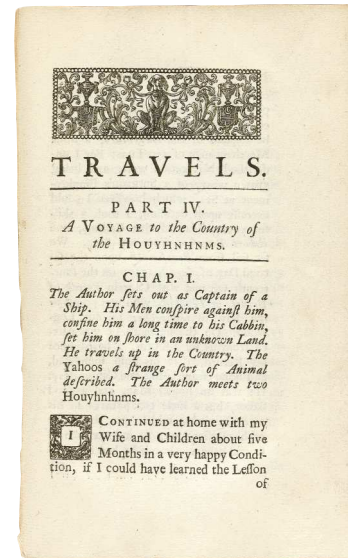 TRAVELS.
PART IV.
A VOYAGE to the Country of
the HOUYHNHNMS.
CHAP. I.
The Author ſets out as Captain of a
Ship. His Men conſpire againſt him,
confine him a long time to his Cabbin,
ſet him on ſhore in an unknown Land.
He travels up in the Country. The
Yahoos a ſtrange ſort of Animal
deſcribed. The Author meets two
Houyhnhnms.
I CONTINUED at home with my
Wife and Children about five
Months in a very happy Condi-
tion, if I could have learned the Leſſon
of